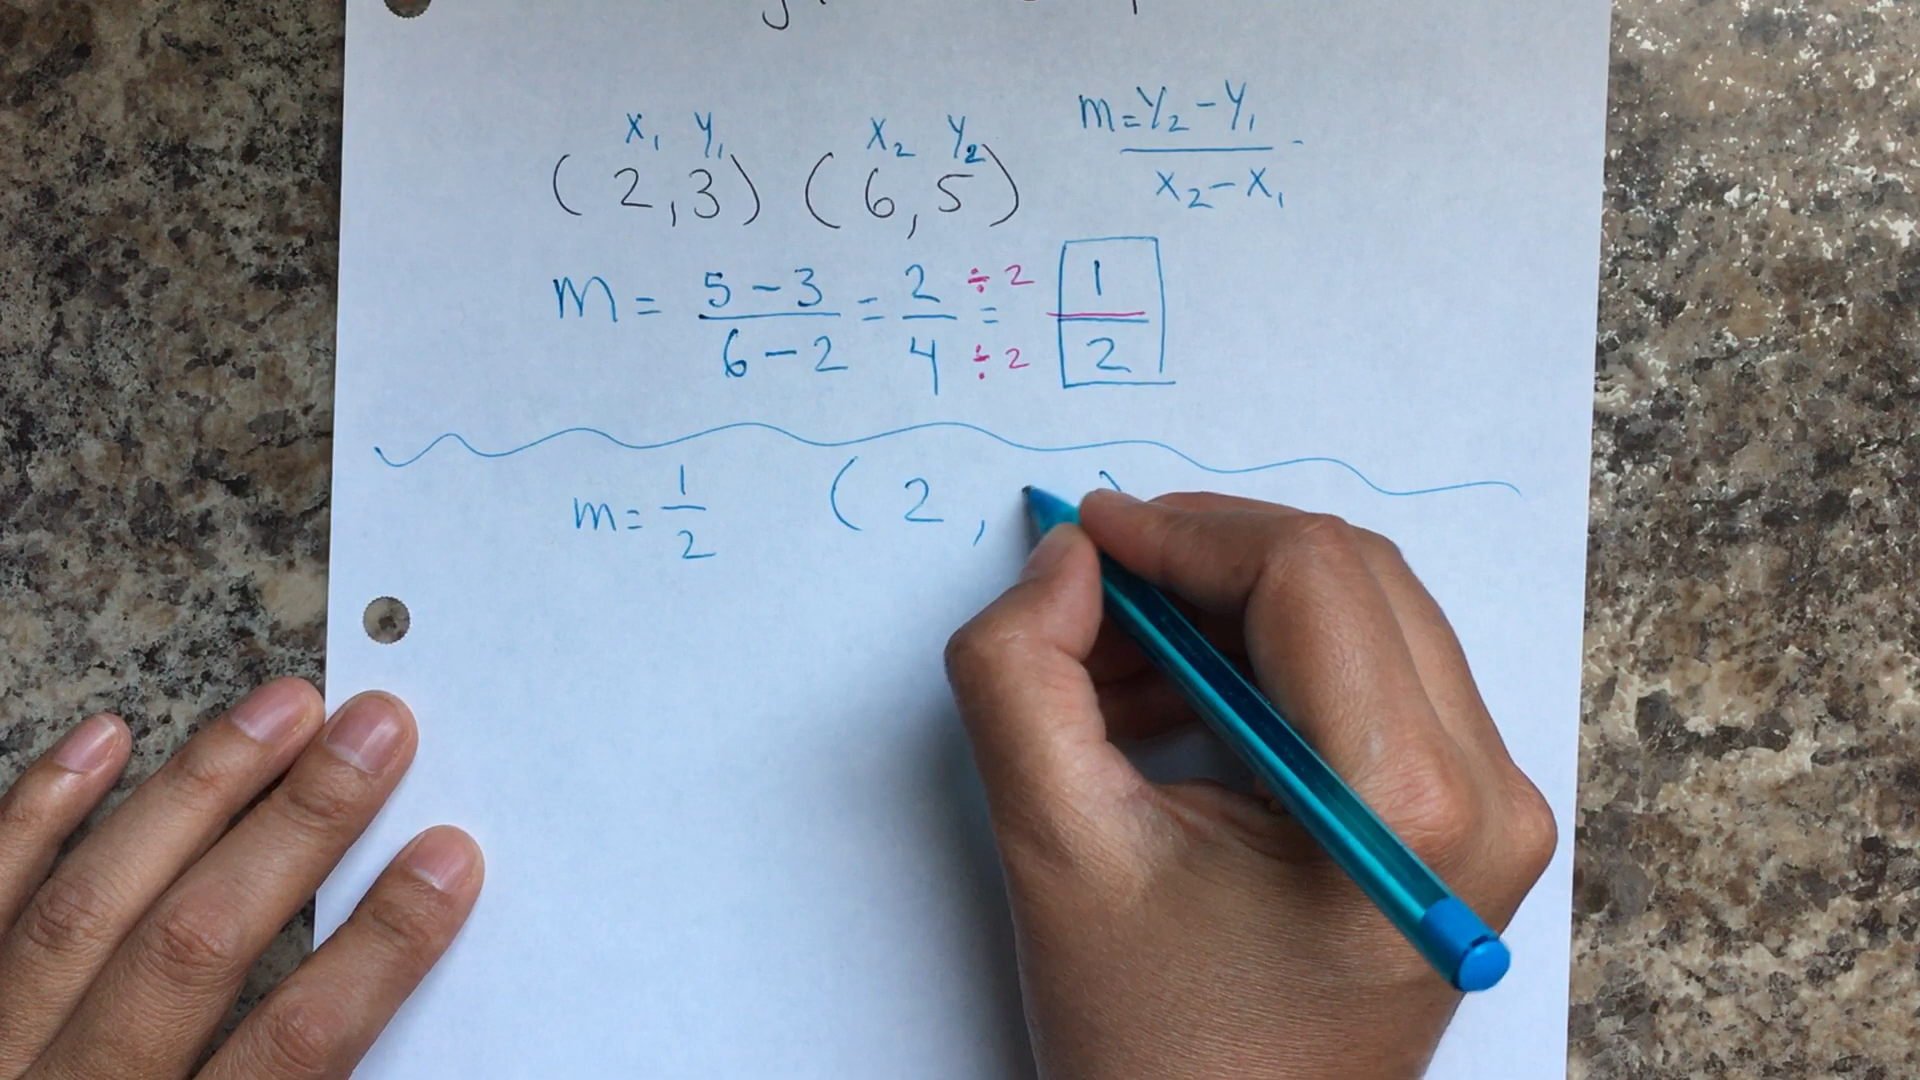 x₁ y₁ x₂ y₂
(2,3) (6,5)
m=y₂-y₁
x₂-x₁
m = 5-3/6-2 = 2/4 ÷2/÷2 = 1/2
m=1/2 (2, )